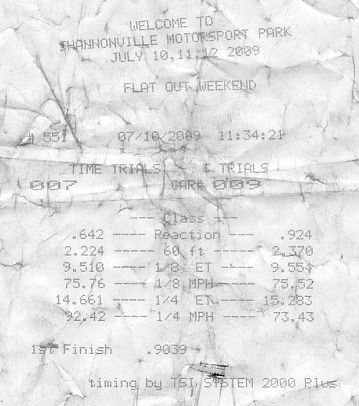 WELCOME TO
SHANNONVILLE MOTORSPORT PARK
JULY 10,11,12 2009
FLAT OUT WEEKEND
# 551 07/10/2009 11:34:21
TIME TRIALS TRIALS
007 CAR# 009
--- Class ---
.642 ---- Reaction ---- .924
2.224 ----- 60 ft ----- 2.370
9.510 ---- 1/8 ET ---- 9.554
75.76 ---- 1/8 MPH ---- 75.52
14.661 ---- 1/4 ET ---- 15.283
92.42 ---- 1/4 MPH ---- 73.43
1st Finish .9039
timing by TSI SYSTEM 2000 Plus